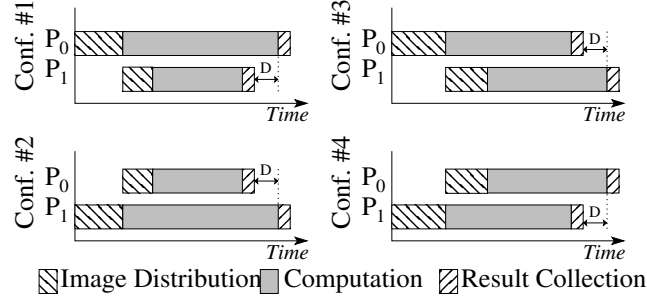 Conf. #1
P0
P1
D
Time
Conf. #3
P0
P1
D
Time
Conf. #2
P0
P1
D
Time
Conf. #4
P0
P1
D
Time
Image Distribution Computation Result Collection